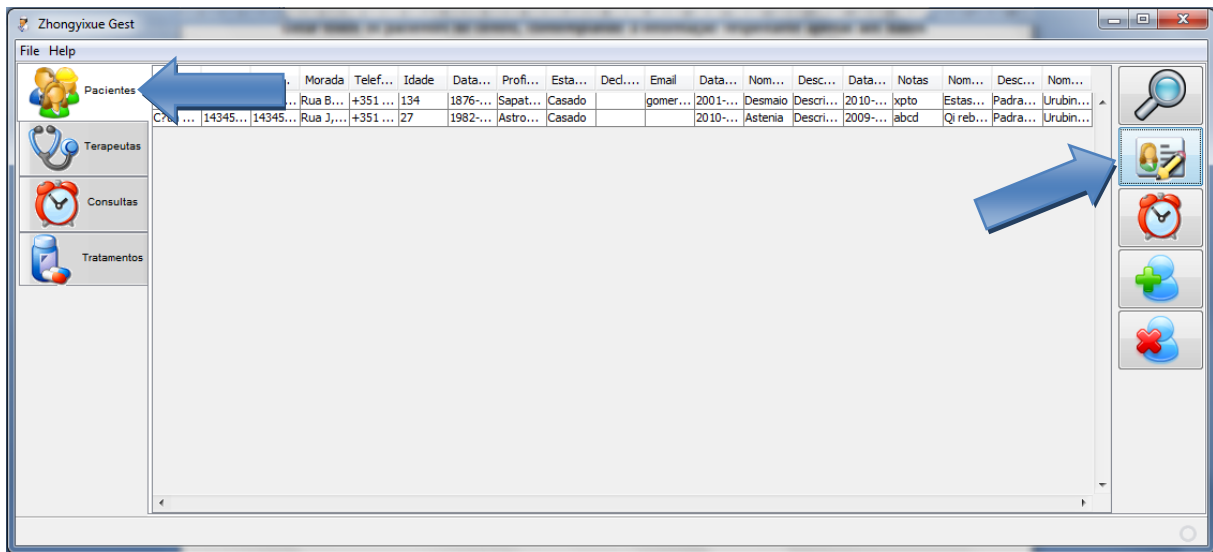 Zhongyixue Gest
File Help
Pacientes
Terapeutas
Consultas
Tratamentos
Morada Telef... Idade Data... Profi... Esta... Decl.... Email Data... Nom... Desc... Data... Notas Nom... Desc... Nom...
Rua B... +351 ... 134 1876-... Sapat... Casado gomer... 2001-... Desmaio Descri... 2010-... xpto Estas... Padra... Urubin...
C?u ... 14345... 14345... Rua J,... +351 ... 27 1982-... Astro... Casado 2010-... Astenia Descri... 2009-... abcd Qi reb... Padra... Urubin...